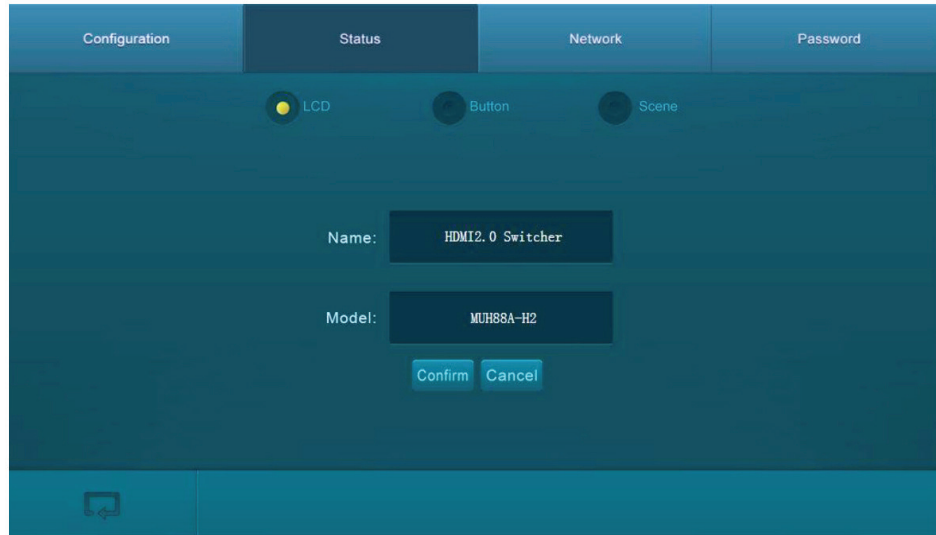 Configuration Status Network Password
LCD Button Scene
Name: HDMI2.0 Switcher
Model: MUH88A-H2
Confirm Cancel